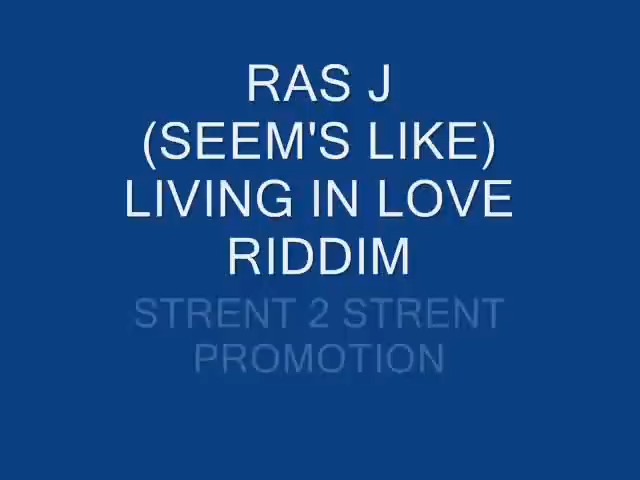 RAS J
(SEEM'S LIKE)
LIVING IN LOVE
RIDDIM
STRENT 2 STRENT
PROMOTION